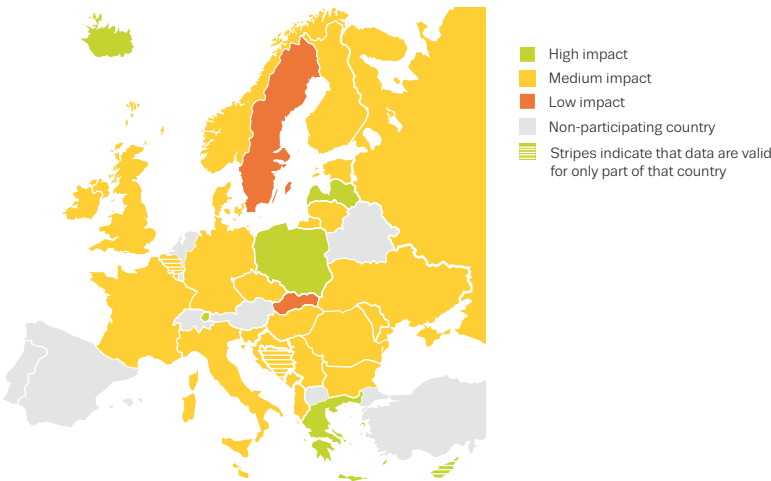 High impact
Medium impact
Low impact
Non-participating country
Stripes indicate that data are valid
for only part of that country